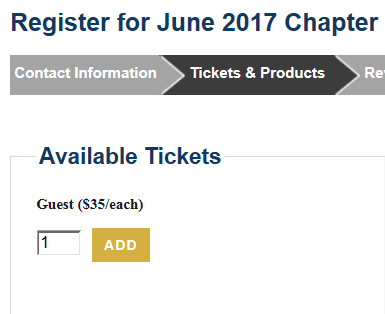 Register for June 2017 Chapter
Contact Information Tickets & Products
Available Tickets
Guest ($35/each)
1 ADD